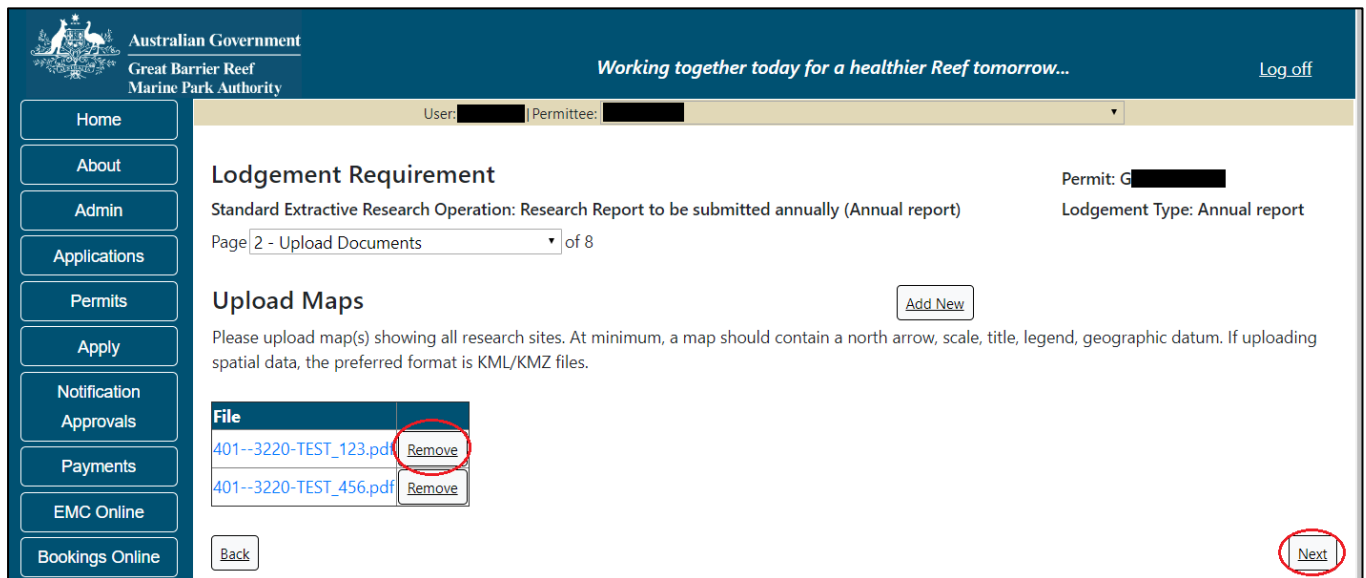 Australian Government
Great Barrier Reef
Marine Park Authority
Working together today for a healthier Reef tomorrow...
Log off
User: | Permittee:
Home
About
Admin
Applications
Permits
Apply
Notification
Approvals
Payments
EMC Online
Bookings Online
Lodgement Requirement
Permit: G
Standard Extractive Research Operation: Research Report to be submitted annually (Annual report)
Lodgement Type: Annual report
Page 2 - Upload Documents of 8
Upload Maps
Add New
Please upload map(s) showing all research sites. At minimum, a map should contain a north arrow, scale, title, legend, geographic datum. If uploading
spatial data, the preferred format is KML/KMZ files.
File
401--3220-TEST_123.pdf Remove
401--3220-TEST_456.pdf Remove
Back
Next